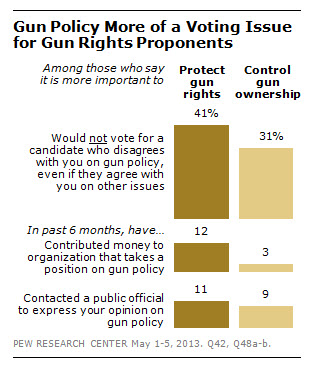 Gun Policy More of a Voting Issue
for Gun Rights Proponents
Among those who say
it is more important to
Protect
gun
rights
Control
gun
ownership
41%
31%
Would not vote for a
candidate who disagrees
with you on gun policy,
even if they agree with
you on other issues
In past 6 months, have...
12
3
Contributed money to
organization that takes a
position on gun policy
11
9
Contacted a public official
to express your opinion on
gun policy
PEW RESEARCH CENTER May 1-5, 2013. Q42, Q48a-b.